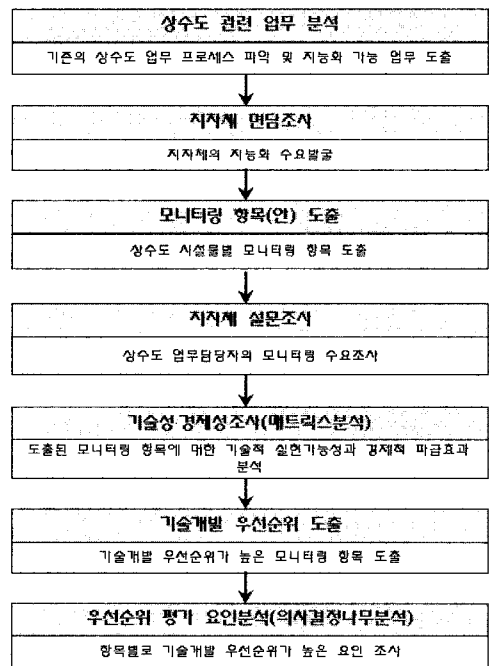 상수도 관련 업무 분석
기존의 상수도 업무 프로세스 파악 및 지능화 가능 업무 도출
지자체 면담조사
지자체의 지능화 수요발굴
모니터링 항목(안) 도출
상수도 시설물별 모니터링 항목 도출
지자체 설문조사
상수도 업무담당자의 모니터링 수요조사
기술성 경제성조사(매트릭스분석)
도출된 모니터링 항목에 대한 기술적 실현가능성과 경제적 파급효과
분석
기술개발 우선순위 도출
기술개발 우선순위가 높은 모니터링 항목 도출
우선순위 평가 요인분석(의사결정나무분석)
항목별로 기술개발 우선순위가 높은 요인 조사